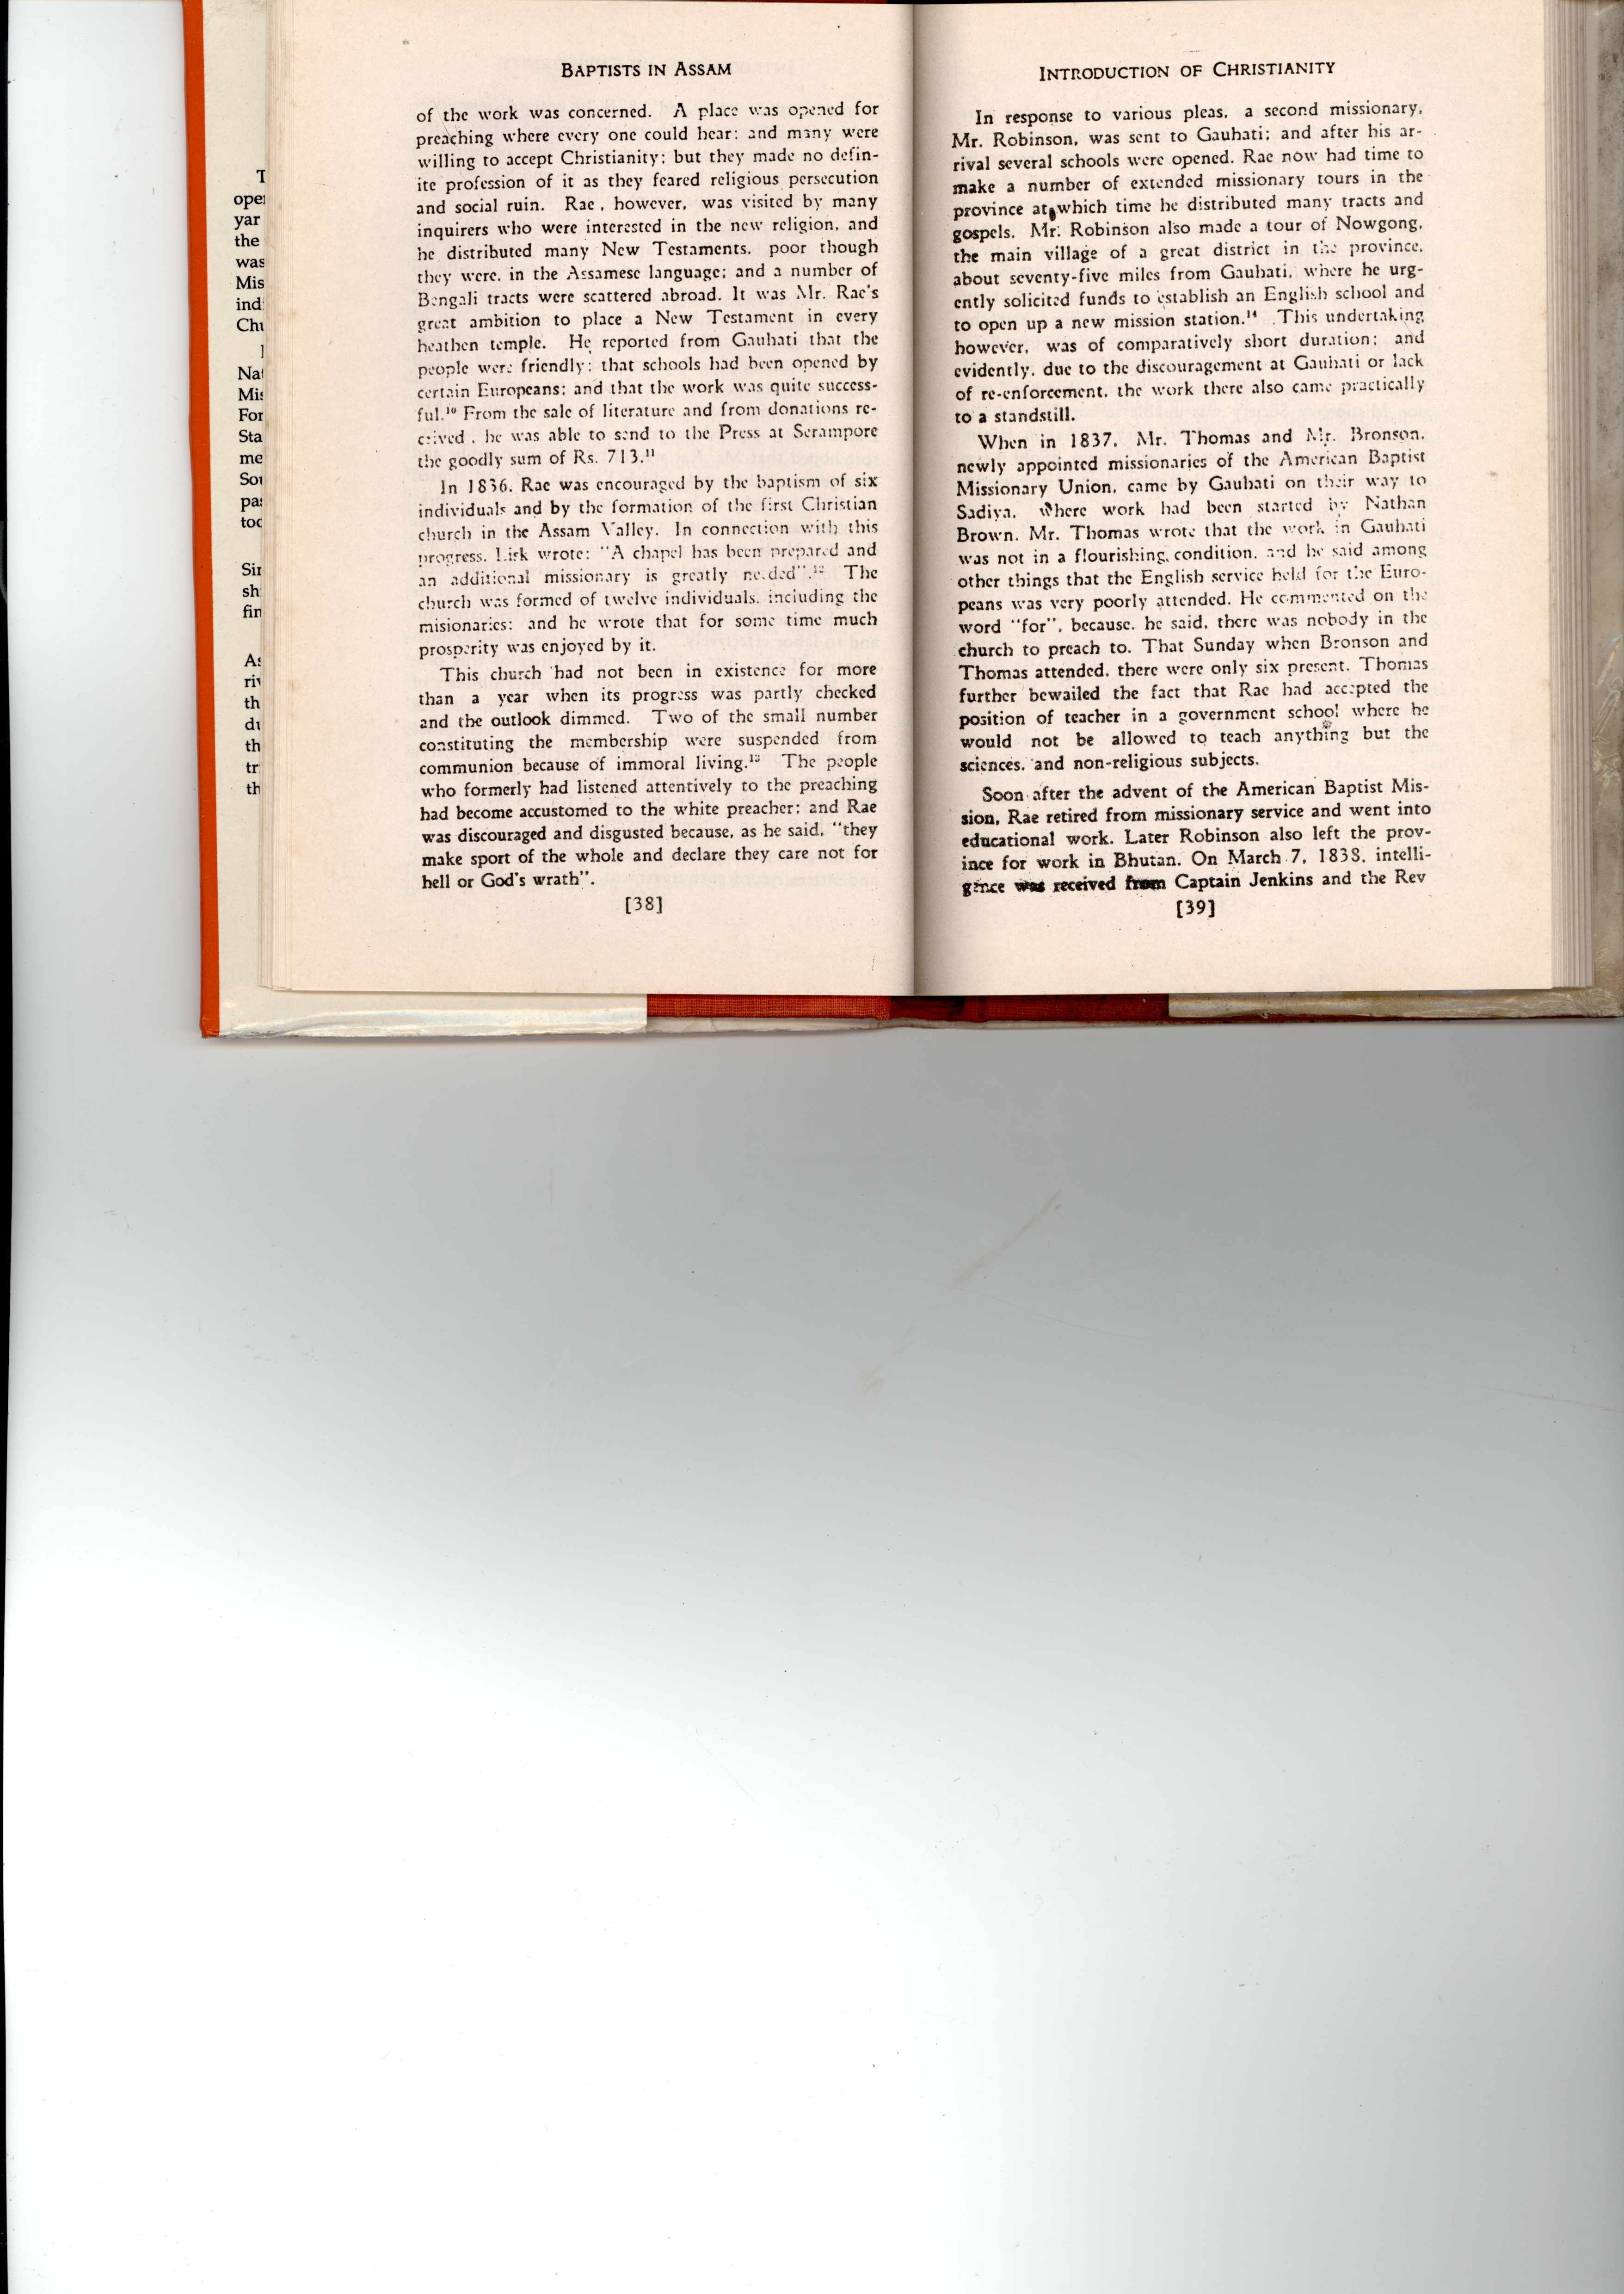 T
ope
yar
the
was
Mis
ind
Chu
Nat
Mis
For
Sta
me
Sou
pa
too
Sir
sh
fin
As
riv
th
du
th
tr
th
BAPTISTS IN ASSAM
of the work was concerned. A place was opened for
preaching where every one could hear; and many were
willing to accept Christianity; but they made no defin-
ite profession of it as they feared religious persecution
and social ruin. Rae, however, was visited by many
inquirers who were interested in the new religion, and
he distributed many New Testaments, poor though
they were, in the Assamese language; and a number of
Bengali tracts were scattered abroad. It was Mr. Rae's
great ambition to place a New Testament in every
heathen temple. He reported from Gauhati that the
people were friendly; that schools had been opened by
certain Europeans; and that the work was quite success-
ful.¹⁰ From the sale of literature and from donations re-
ceived, he was able to send to the Press at Serampore
the goodly sum of Rs. 713.¹¹
In 1836, Rae was encouraged by the baptism of six
individuals and by the formation of the first Christian
church in the Assam Valley. In connection with this
progress, Lisk wrote: "A chapel has been prepared and
an additional missionary is greatly needed".¹² The
church was formed of twelve individuals, including the
misionaries; and he wrote that for some time much
prosperity was enjoyed by it.
This church had not been in existence for more
than a year when its progress was partly checked
and the outlook dimmed. Two of the small number
constituting the membership were suspended from
communion because of immoral living.¹³ The people
who formerly had listened attentively to the preaching
had become accustomed to the white preacher; and Rae
was discouraged and disgusted because, as he said, "they
make sport of the whole and declare they care not for
hell or God's wrath".
[38]
INTRODUCTION OF CHRISTIANITY
In response to various pleas, a second missionary,
Mr. Robinson, was sent to Gauhati; and after his ar-
rival several schools were opened. Rae now had time to
make a number of extended missionary tours in the
province at which time he distributed many tracts and
gospels. Mr. Robinson also made a tour of Nowgong,
the main village of a great district in the province,
about seventy-five miles from Gauhati, where he urg-
ently solicited funds to establish an English school and
to open up a new mission station.¹⁴ This undertaking
however, was of comparatively short duration; and
evidently, due to the discouragement at Gauhati or lack
of re-enforcement, the work there also came practically
to a standstill.
When in 1837, Mr. Thomas and Mr. Bronson,
newly appointed missionaries of the American Baptist
Missionary Union, came by Gauhati on their way to
Sadiya, where work had been started by Nathan
Brown, Mr. Thomas wrote that the work in Gauhati
was not in a flourishing condition, and he said among
other things that the English service held for the Euro-
peans was very poorly attended. He commented on the
word "for", because, he said, there was nobody in the
church to preach to. That Sunday when Bronson and
Thomas attended, there were only six present. Thomas
further bewailed the fact that Rae had accepted the
position of teacher in a government school where he
would not be allowed to teach anything but the
sciences, and non-religious subjects.
Soon after the advent of the American Baptist Mis-
sion, Rae retired from missionary service and went into
educational work. Later Robinson also left the prov-
ince for work in Bhutan. On March 7, 1838, intelli-
gence was received from Captain Jenkins and the Rev
[39]